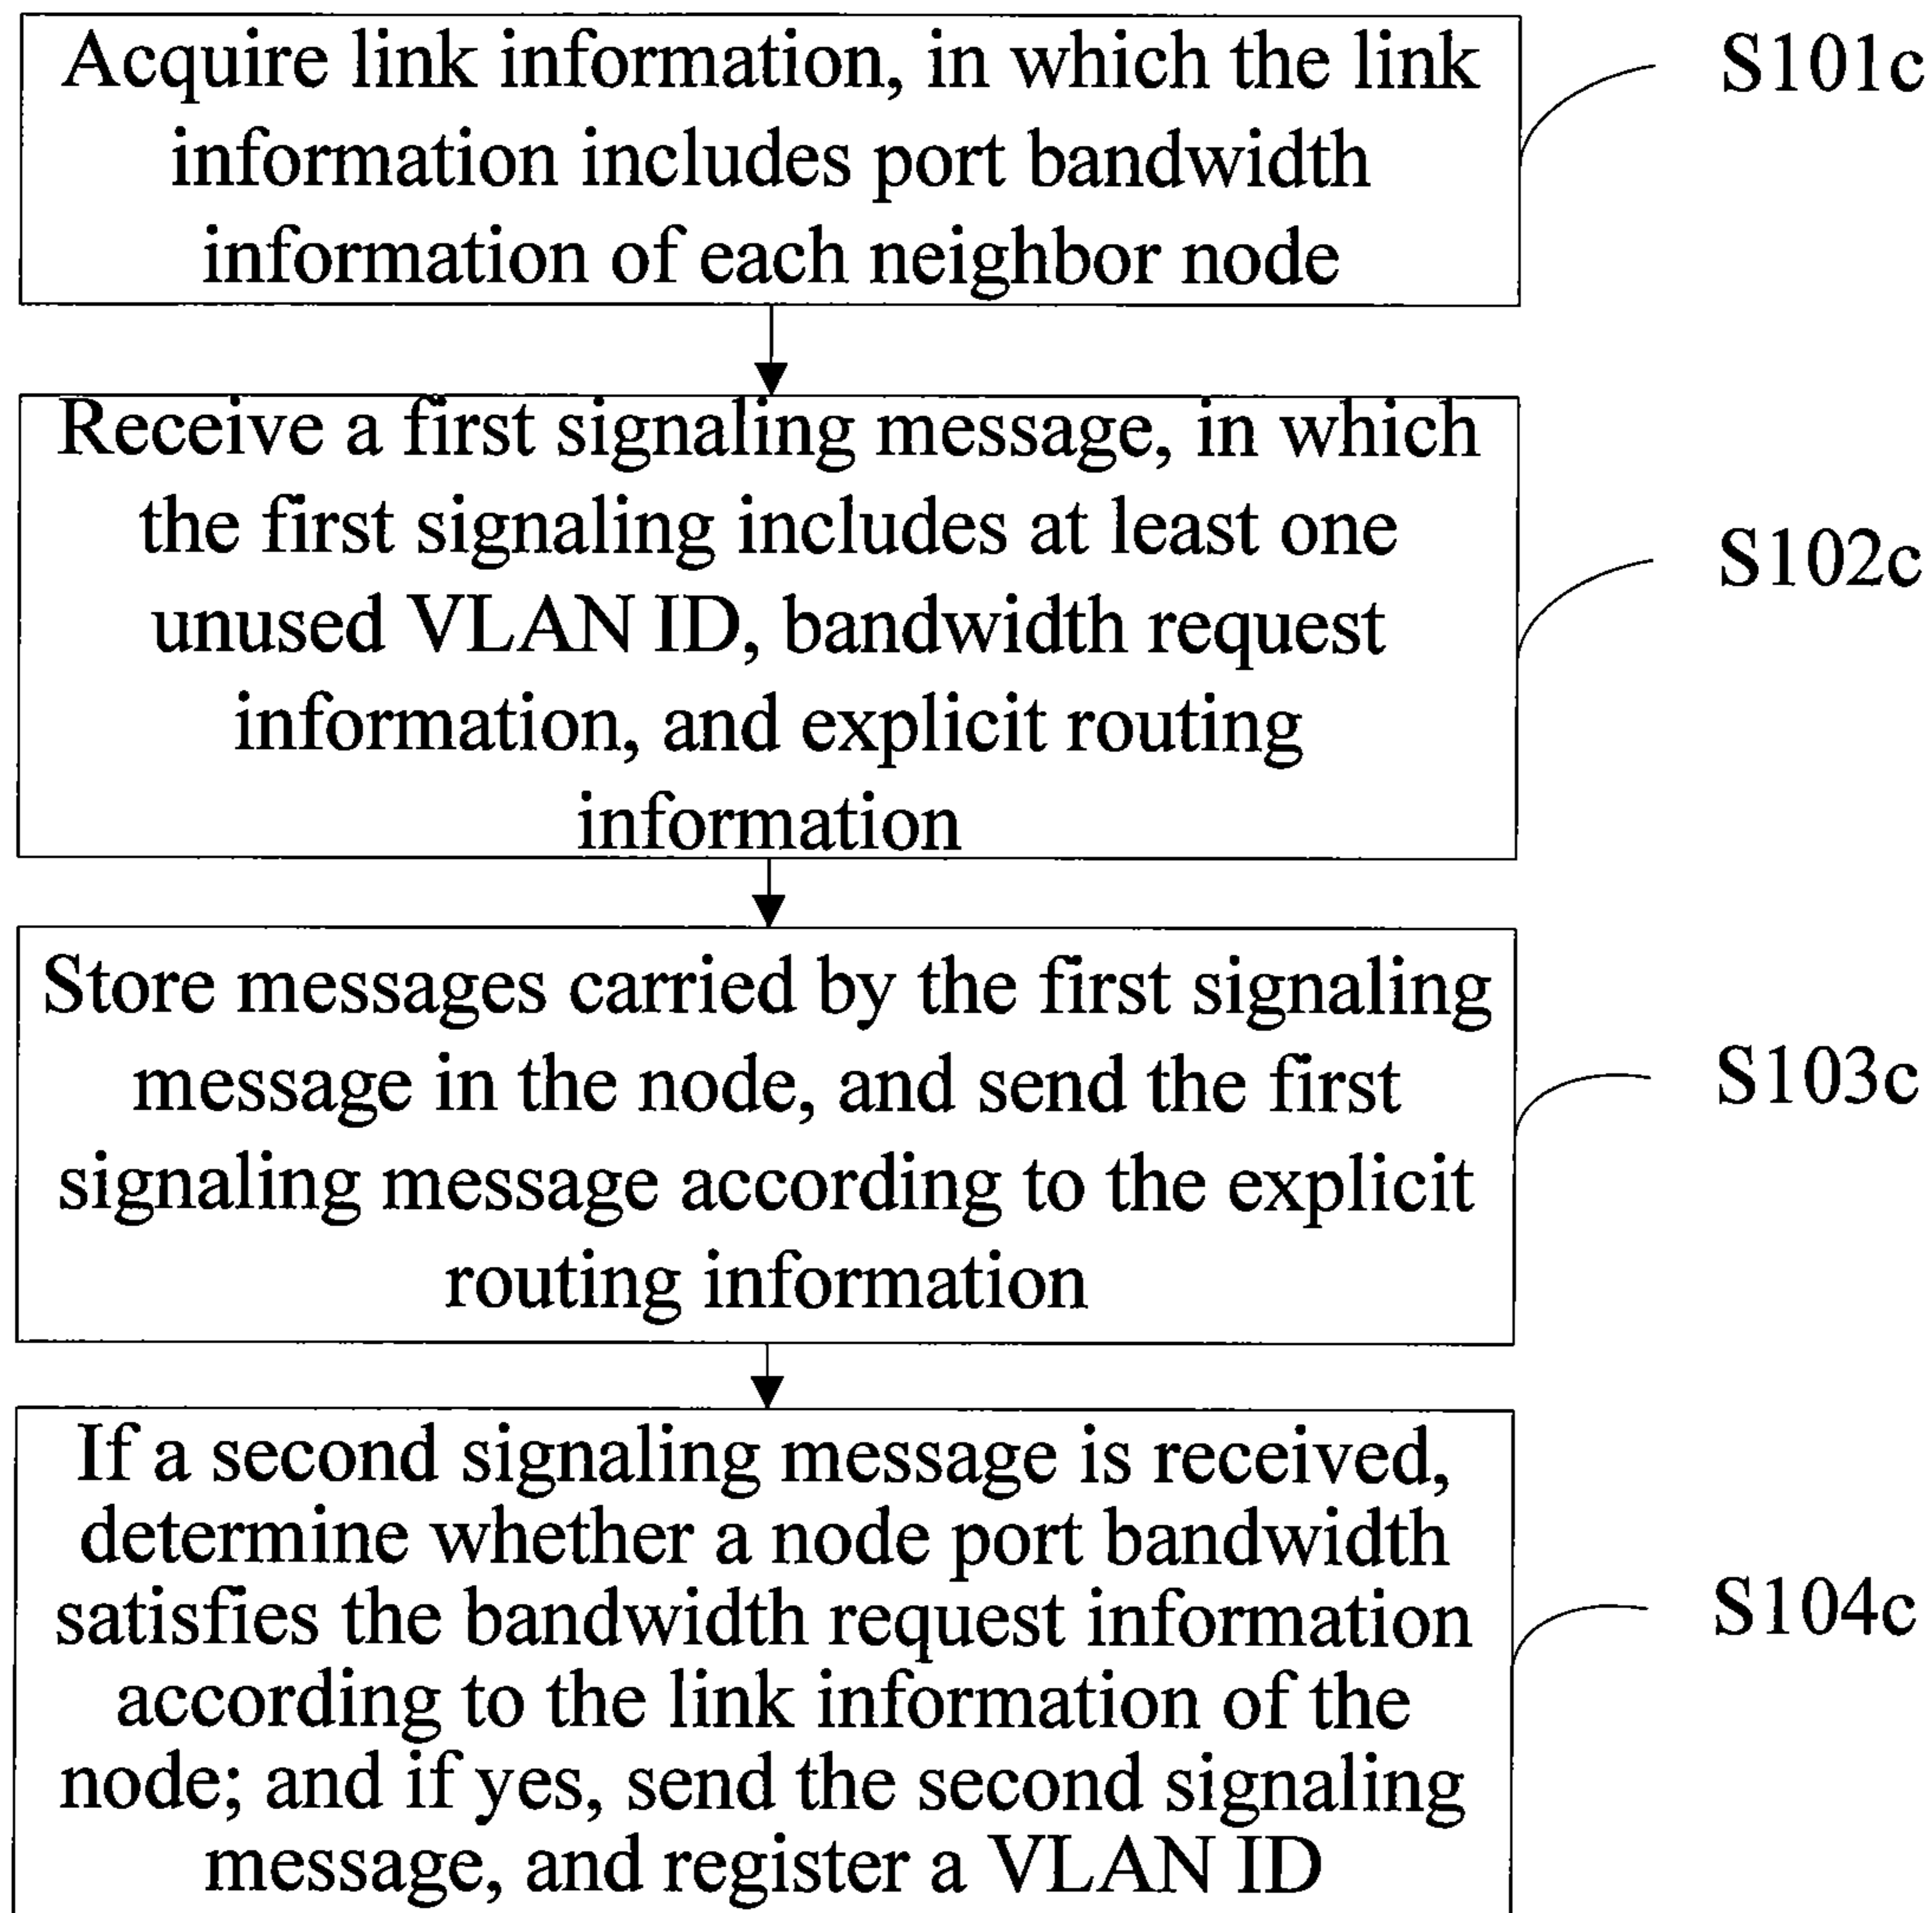 Acquire link information, in which the link
information includes port bandwidth
information of each neighbor node
S101c
Receive a first signaling message, in which
the first signaling includes at least one
unused VLAN ID, bandwidth request
information, and explicit routing
information
S102c
Store messages carried by the first signaling
message in the node, and send the first
signaling message according to the explicit
routing information
S103c
If a second signaling message is received,
determine whether a node port bandwidth
satisfies the bandwidth request information
according to the link information of the
node; and if yes, send the second signaling
message, and register a VLAN ID
S104c